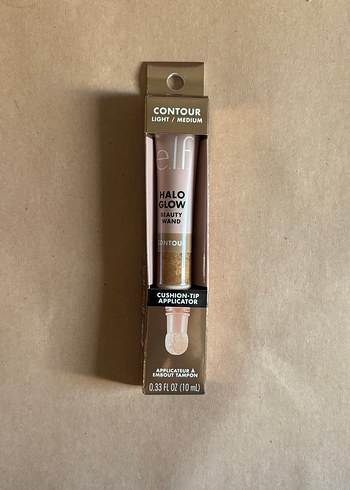 CONTOUR
LIGHT / MEDIUM
e.l.f
HALO
GLOW
BEAUTY
WAND
CONTOUR
CUSHION-TIP
APPLICATOR
APPLICATEUR À
EMBOUT TAMPON
0.33 FL OZ (10 mL)